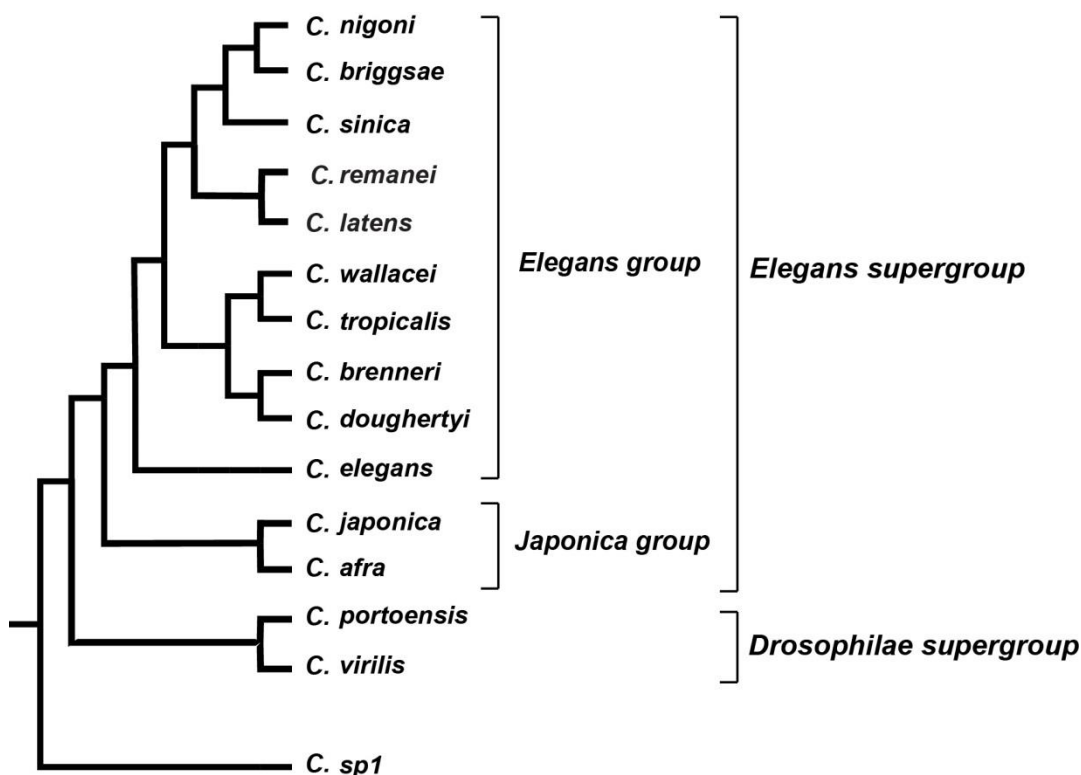 C. nigoni
C. briggsae
C. sinica
C. remanei
C. latens
C. wallacei
C. tropicalis
C. brenneri
C. doughertyi
C. elegans
C. japonica
C. afra
C. portoensis
C. virilis
C. sp1
Elegans group
Japonica group
Elegans supergroup
Drosophilae supergroup